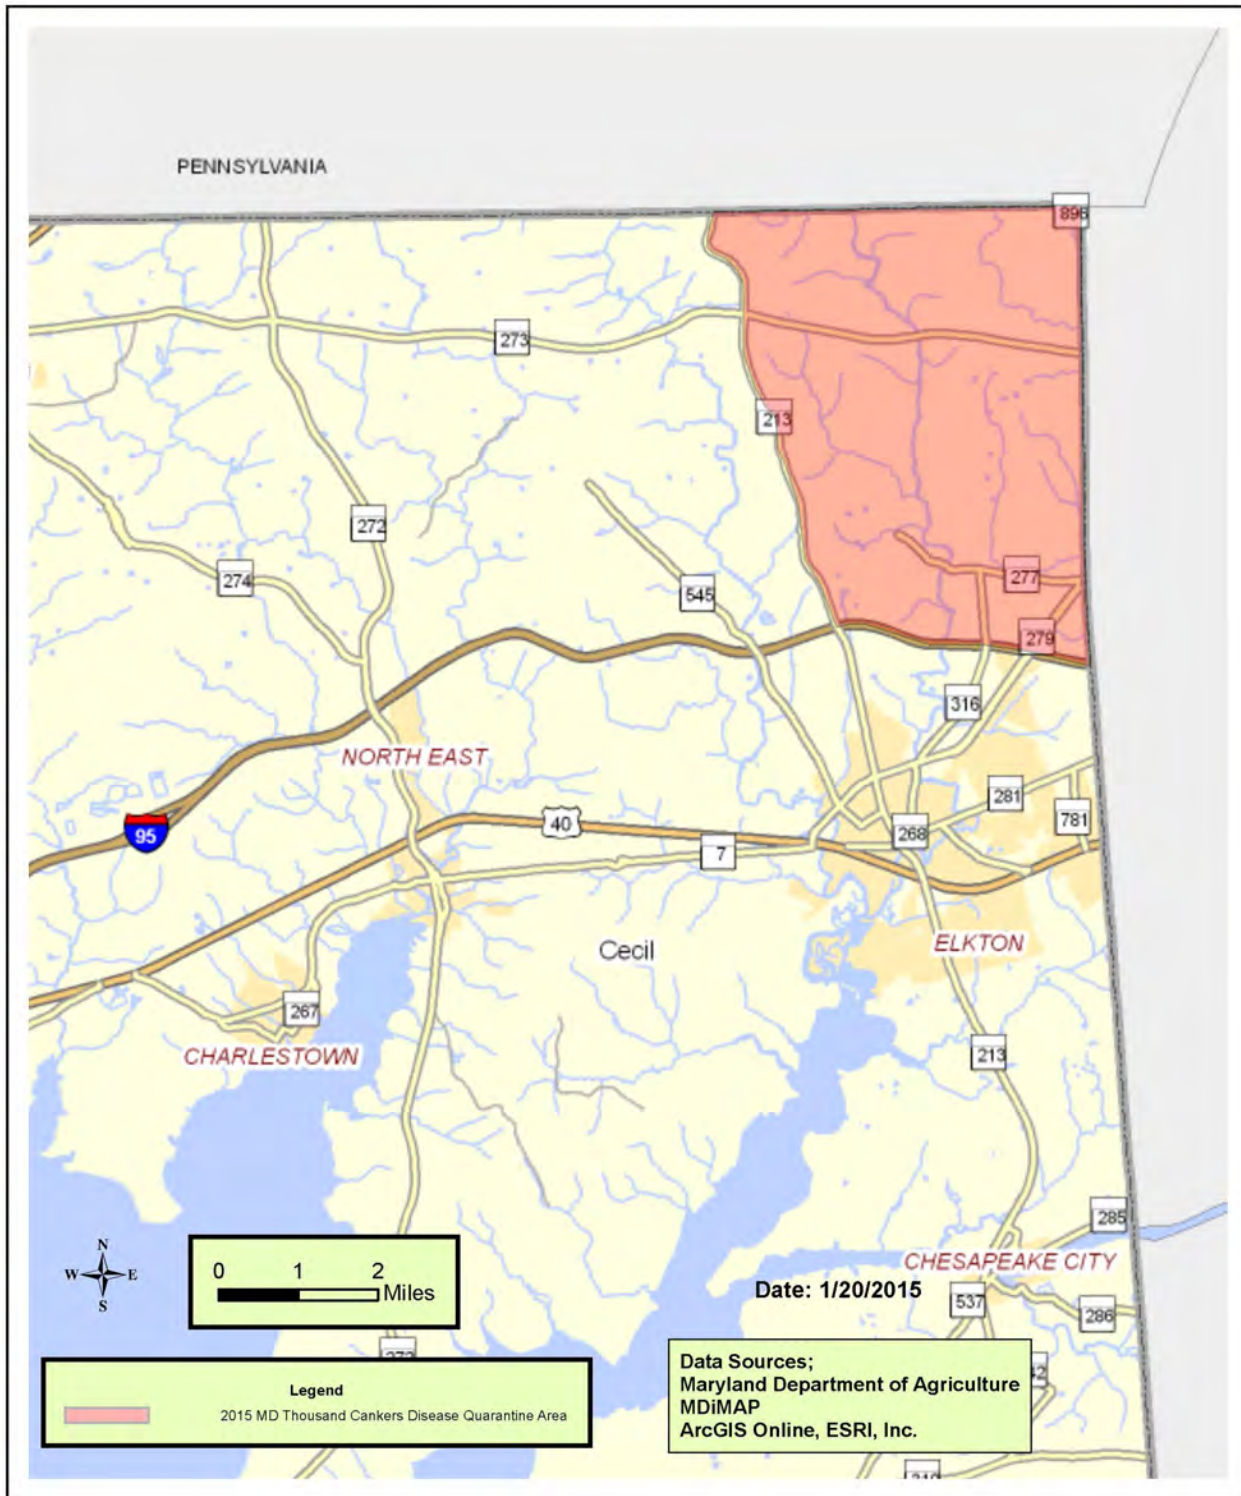 PENNSYLVANIA
896
273
213
272
274
545
277
279
316
NORTH EAST
95
40
281
781
268
7
Cecil
ELKTON
267
CHARLESTOWN
213
285
CHESAPEAKE CITY
N
W E
S
0 1 2
Miles
Date: 1/20/2015
537
286
Legend
2015 MD Thousand Cankers Disease Quarantine Area
Data Sources;
Maryland Department of Agriculture
MDiMAP
ArcGIS Online, ESRI, Inc.